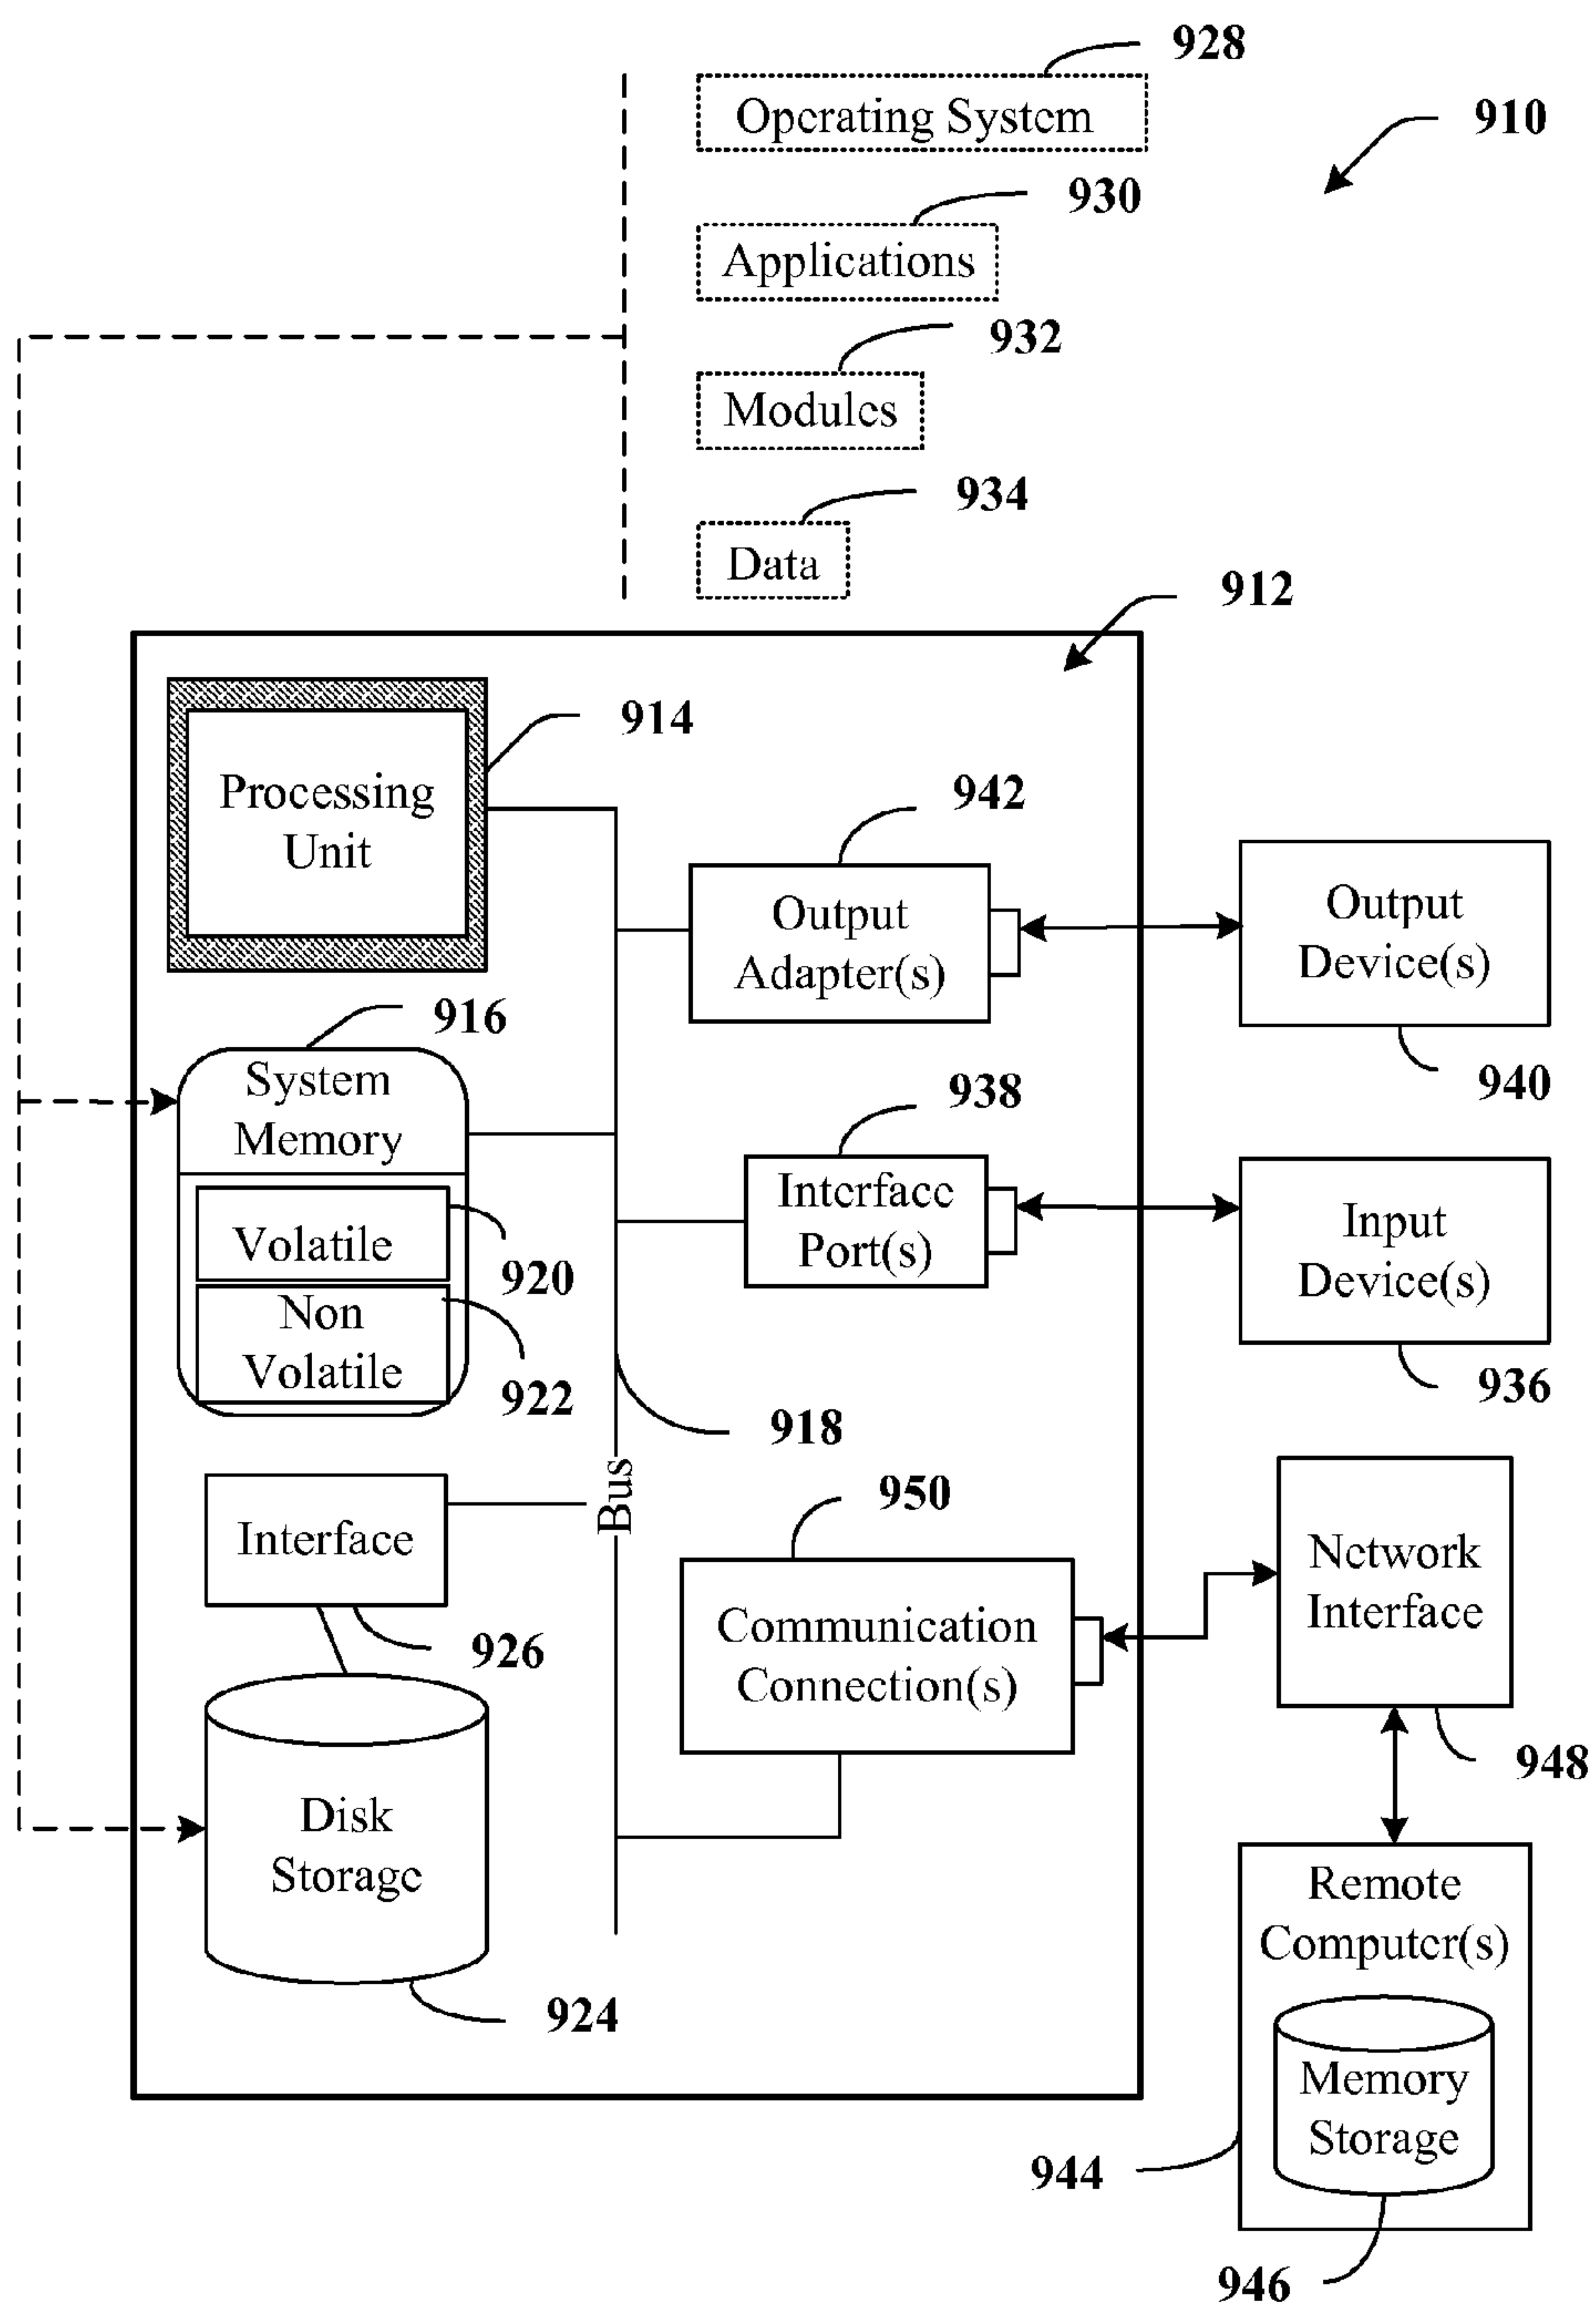 928
Operating System
910
930
Applications
932
Modules
934
Data
912
914
Processing
Unit
942
Output
Adapter(s)
Output
Device(s)
940
916
System
Memory
938
Interface
Port(s)
Input
Device(s)
936
Volatile
920
Non
Volatile
922
918
Bus
950
Interface
926
Communication
Connection(s)
Network
Interface
948
Disk
Storage
924
Remote
Computer(s)
Memory
Storage
944
946